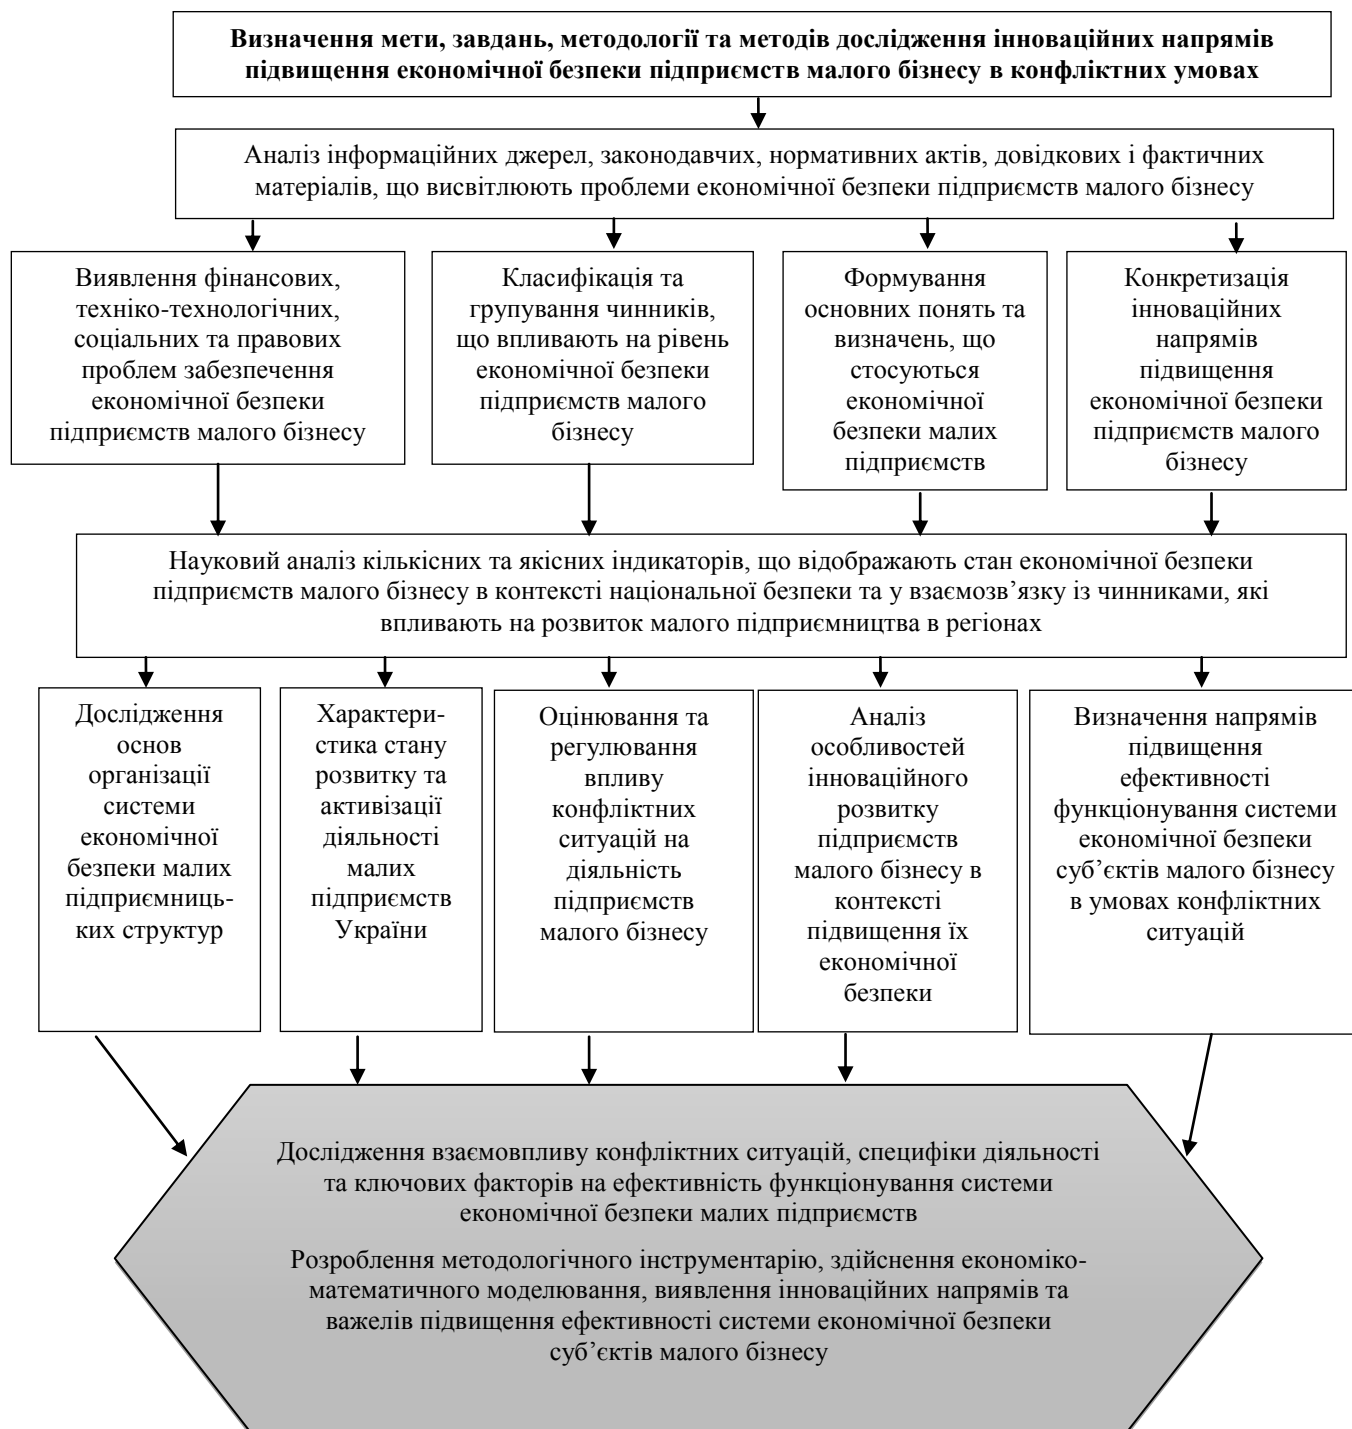 Визначення мети, завдань, методології та методів дослідження інноваційних напрямів
підвищення економічної безпеки підприємств малого бізнесу в конфліктних умовах
Аналіз інформаційних джерел, законодавчих, нормативних актів, довідкових і фактичних
матеріалів, що висвітлюють проблеми економічної безпеки підприємств малого бізнесу
Виявлення фінансових,
техніко-технологічних,
соціальних та правових
проблем забезпечення
економічної безпеки
підприємств малого бізнесу
Класифікація та
групування чинників,
що впливають на рівень
економічної безпеки
підприємств малого
бізнесу
Формування
основних понять та
визначень, що
стосуються
економічної
безпеки малих
підприємств
Конкретизація
інноваційних
напрямів
підвищення
економічної безпеки
підприємств малого
бізнесу
Науковий аналіз кількісних та якісних індикаторів, що відображають стан економічної безпеки
підприємств малого бізнесу в контексті національної безпеки та у взаємозв’язку із чинниками, які
впливають на розвиток малого підприємництва в регіонах
Дослідження
основ
організації
системи
економічної
безпеки малих
підприємниць-
ких структур
Характери-
стика стану
розвитку та
активізації
діяльності
малих
підприємств
України
Оцінювання та
регулювання
впливу
конфліктних
ситуацій на
діяльність
підприємств
малого бізнесу
Аналіз
особливостей
інноваційного
розвитку
підприємств
малого бізнесу в
контексті
підвищення їх
економічної
безпеки
Визначення напрямів
підвищення
ефективності
функціонування системи
економічної безпеки
суб’єктів малого бізнесу
в умовах конфліктних
ситуацій
Дослідження взаємовпливу конфліктних ситуацій, специфіки діяльності
та ключових факторів на ефективність функціонування системи
економічної безпеки малих підприємств
Розроблення методологічного інструментарію, здійснення економіко-
математичного моделювання, виявлення інноваційних напрямів та
важелів підвищення ефективності системи економічної безпеки
суб’єктів малого бізнесу